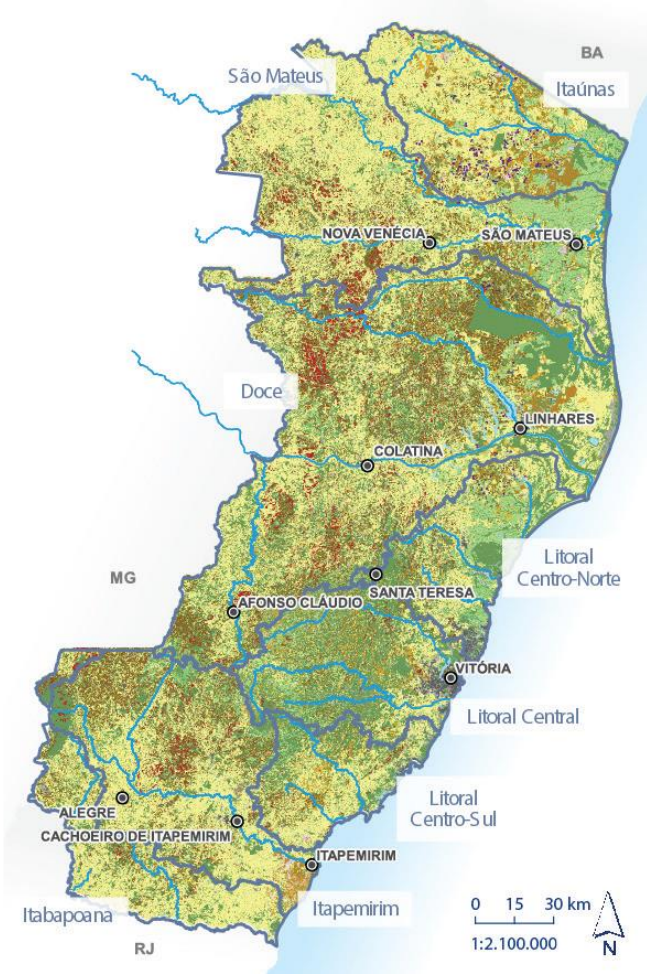 BA
São Mateus
Itaúnas
NOVA VENÉCIA
SÃO MATEUS
Doce
LINHARES
COLATINA
Litoral
Centro-Norte
MG
SANTA TERESA
AFONSO CLÁUDIO
VITÓRIA
Litoral Central
Litoral
Centro-Sul
ALEGRE
CACHOEIRO DE ITAPEMIRIM
ITAPEMIRIM
Itabapoana
Itapemirim
RJ
0 15 30 km
1:2.100.000
N